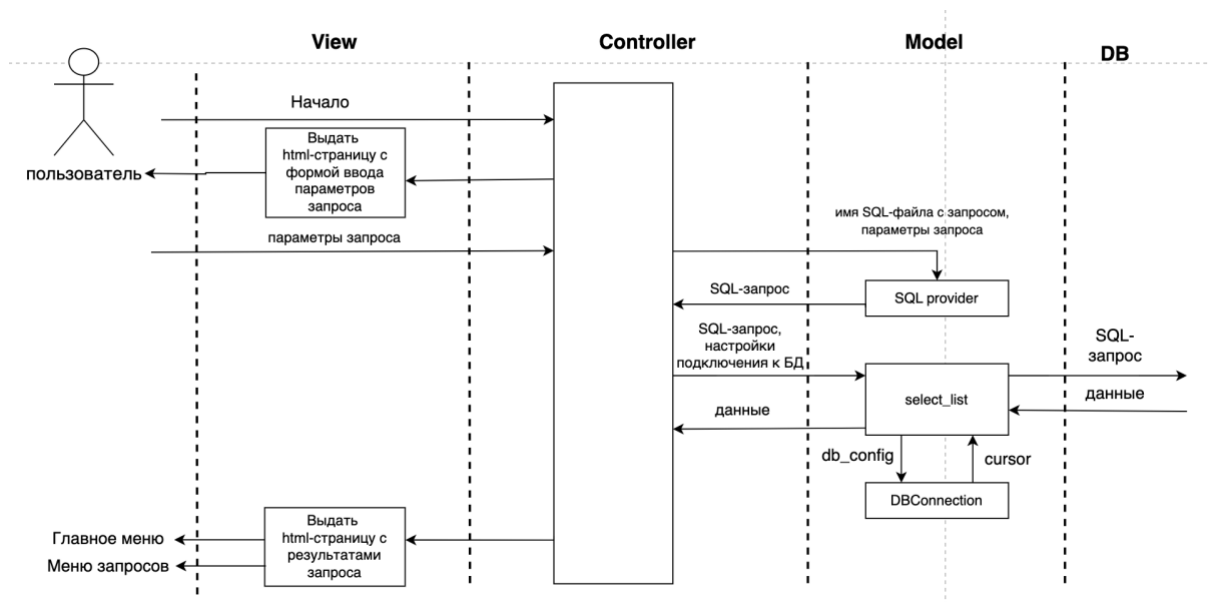 View
Controller
Model
DB
Начало
Выдать
html-страницу с
формой ввода
параметров
запроса
пользователь
параметры запроса
имя SQL-файла с запросом,
параметры запроса
SQL-запрос
SQL provider
SQL-запрос,
настройки
подключения к БД
SQL-
запрос
select_list
данные
данные
db_config
cursor
DBConnection
Выдать
html-страницу с
результатами
запроса
Главное меню
Меню запросов